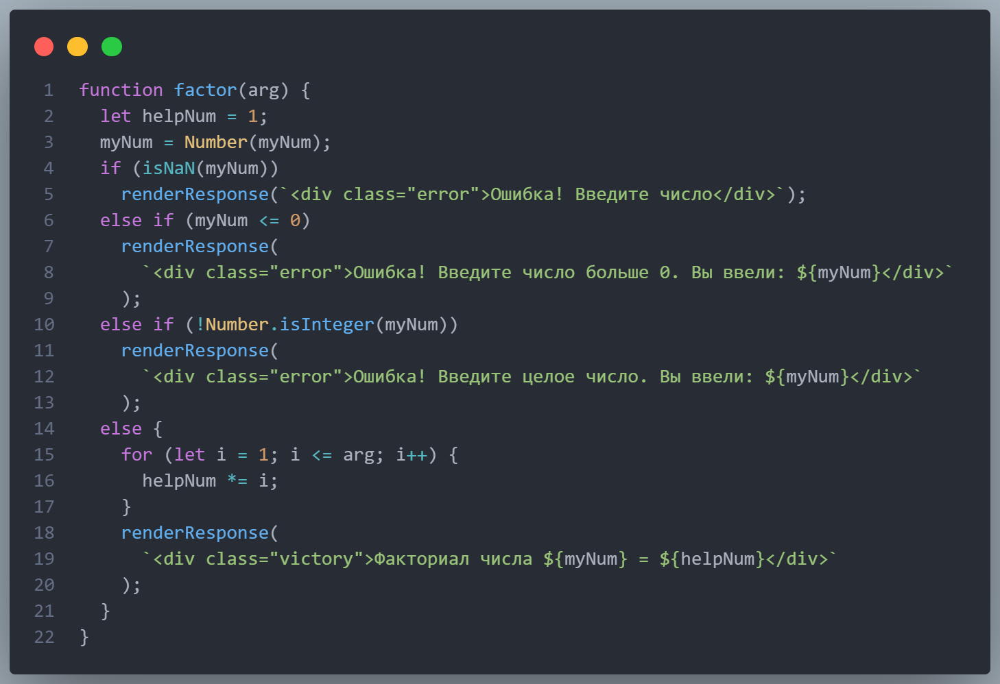 1 function factor(arg) {
2   let helpNum = 1;
3   myNum = Number(myNum);
4   if (isNaN(myNum))
5     renderResponse(`<div class="error">Ошибка! Введите число</div>`);
6   else if (myNum <= 0)
7     renderResponse(
8       `<div class="error">Ошибка! Введите число больше 0. Вы ввели: ${myNum}</div>`
9     );
10   else if (!Number.isInteger(myNum))
11     renderResponse(
12       `<div class="error">Ошибка! Введите целое число. Вы ввели: ${myNum}</div>`
13     );
14   else {
15     for (let i = 1; i <= arg; i++) {
16       helpNum *= i;
17     }
18     renderResponse(
19       `<div class="victory">Факториал числа ${myNum} = ${helpNum}</div>`
20     );
21   }
22 }